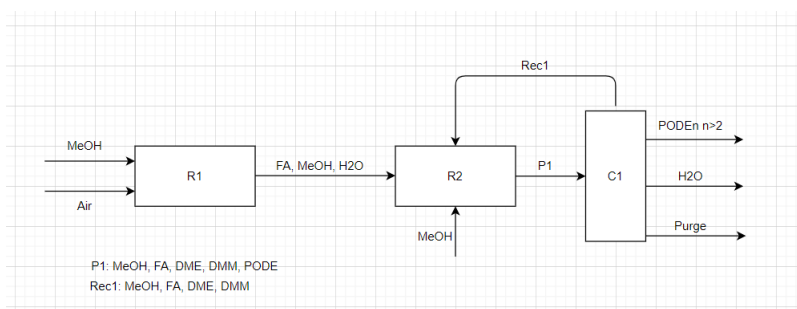 Rec1
PODEn n>2
MeOH
FA, MeOH, H2O
P1
R1
R2
C1
H2O
Air
Purge
MeOH
P1: MeOH, FA, DME, DMM, PODE
Rec1: MeOH, FA, DME, DMM